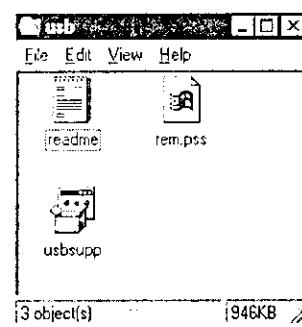 usb
File Edit View Help
readme rem.pss
usbsupp
3 object(s) 946KB